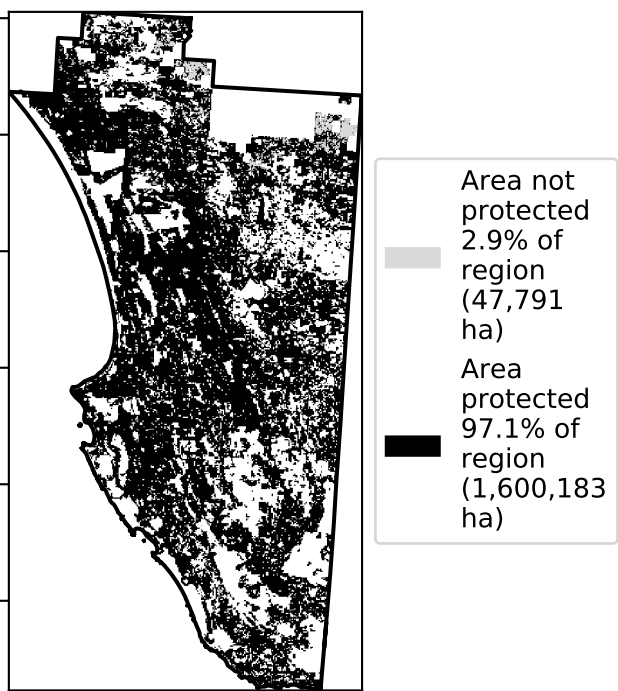 Area not
protected
2.9% of
region
(47,791
ha)
Area
protected
97.1% of
region
(1,600,183
ha)